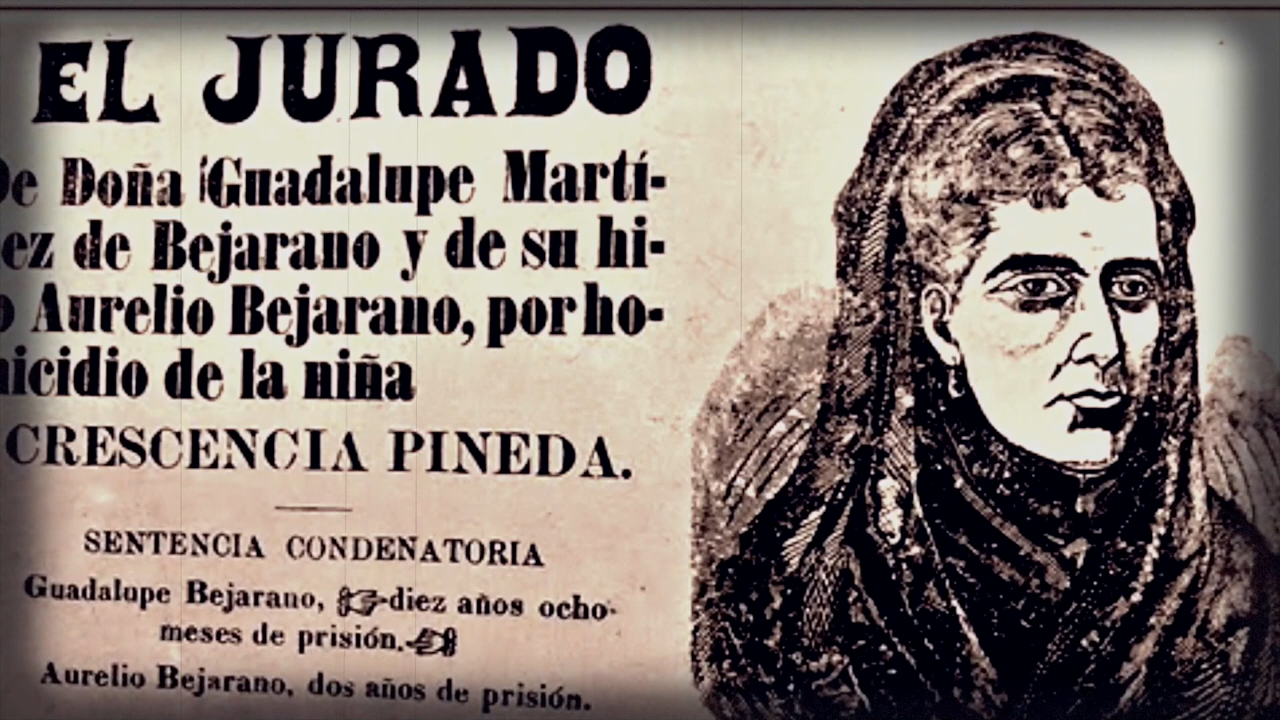 EL JURADO
De Doña Guadalupe Martí-
ez de Bejarano y de su hi-
o Aurelio Bejarano, por ho-
icidio de la niña
CRESCENCIA PINEDA.
SENTENCIA CONDENATORIA
Guadalupe Bejarano, diez años ocho
meses de prisión.
Aurelio Bejarano, dos años de prisión.